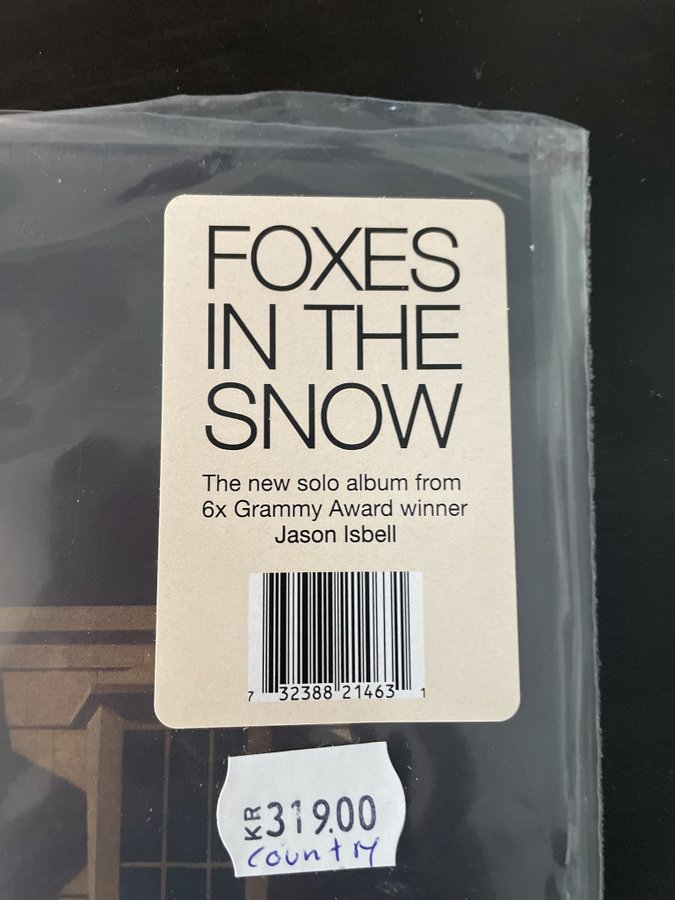 FOXES
IN THE
SNOW
The new solo album from
6x Grammy Award winner
Jason Isbell
7 32388 21463 1
KR 319.00
country